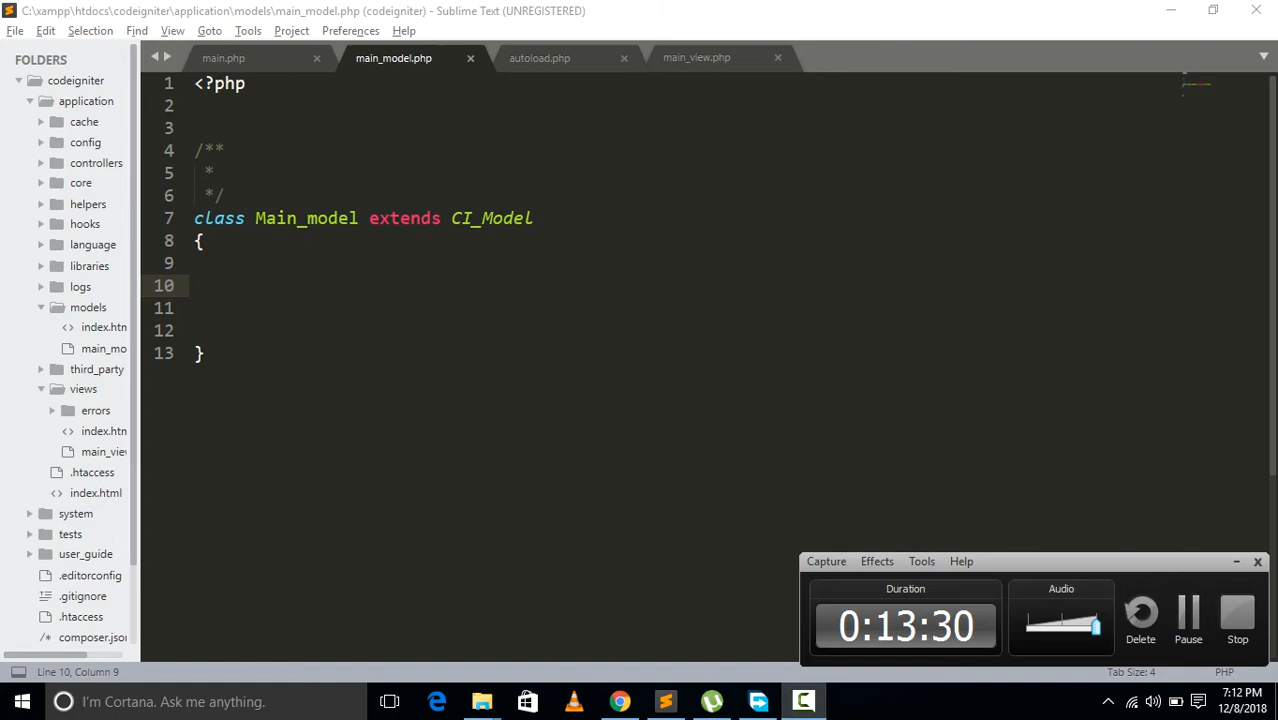 C:\xampp\htdocs\codeigniter\application\models\main_model.php (codeigniter) - Sublime Text (UNREGISTERED)
File Edit Selection Find View Goto Tools Project Preferences Help
FOLDERS
codeigniter
application
cache
config
controllers
core
helpers
hooks
language
libraries
logs
models
index.htn
main_mo
third_party
views
errors
index.htn
main_viev
.htaccess
index.html
system
tests
user_guide
.editorconfig
.gitignore
.htaccess
composer.json
main.php main_model.php autoload.php main_view.php
1 <?php
2
3
4 /**
5 *
6 */
7 class Main_model extends CI_Model
8 {
9
10
11
12
13 }
Capture Effects Tools Help
Duration Audio
0:13:30
Delete Pause Stop
Line 10, Column 9 Tab Size: 4 PHP
I'm Cortana. Ask me anything.
7:12 PM
12/8/2018